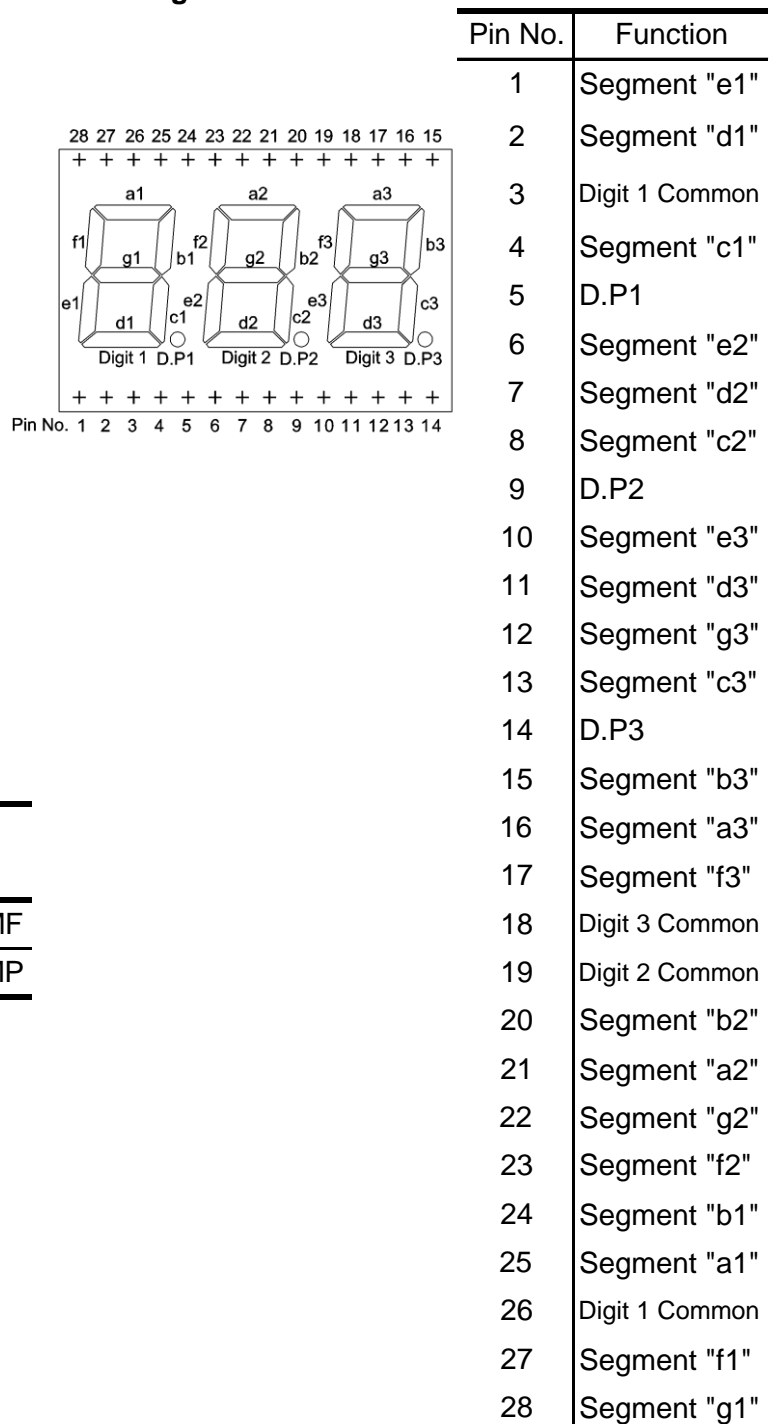 Pin No. Function
1 Segment "e1"
2 Segment "d1"
3 Digit 1 Common
4 Segment "c1"
5 D.P1
6 Segment "e2"
7 Segment "d2"
8 Segment "c2"
9 D.P2
10 Segment "e3"
11 Segment "d3"
12 Segment "g3"
13 Segment "c3"
14 D.P3
15 Segment "b3"
16 Segment "a3"
17 Segment "f3"
18 Digit 3 Common
19 Digit 2 Common
20 Segment "b2"
21 Segment "a2"
22 Segment "g2"
23 Segment "f2"
24 Segment "b1"
25 Segment "a1"
26 Digit 1 Common
27 Segment "f1"
28 Segment "g1"
28 27 26 25 24 23 22 21 20 19 18 17 16 15
a1 a2 a3
f1 g1 b1 f2 g2 b2 f3 g3 b3
e1 d1 c1 e2 d2 c2 e3 d3 c3
Digit 1 D.P1 Digit 2 D.P2 Digit 3 D.P3
Pin No. 1 2 3 4 5 6 7 8 9 10 11 12 13 14